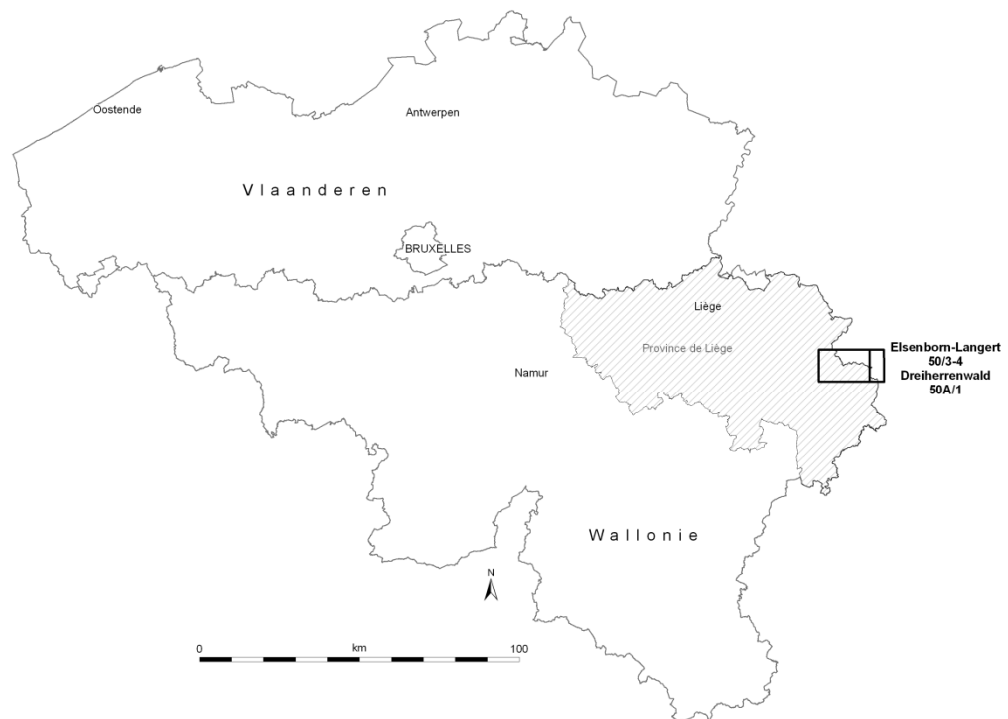 Oostende
Antwerpen
Vlaanderen
BRUXELLES
Liège
Province de Liège
Elsenborn-Langert
50/3-4
Dreiherrenwald
50A/1
Namur
Wallonie
N
0 km 100